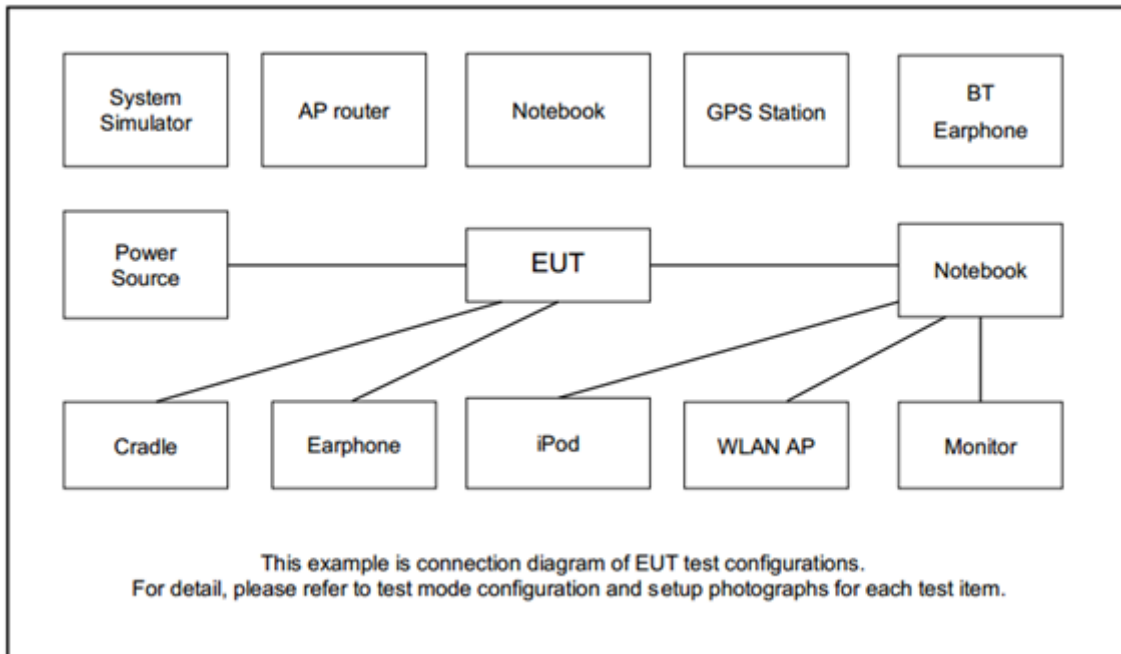 System
Simulator
AP router
Notebook
GPS Station
BT
Earphone
Power
Source
EUT
Notebook
Cradle
Earphone
iPod
WLAN AP
Monitor
This example is connection diagram of EUT test configurations.
For detail, please refer to test mode configuration and setup photographs for each test item.